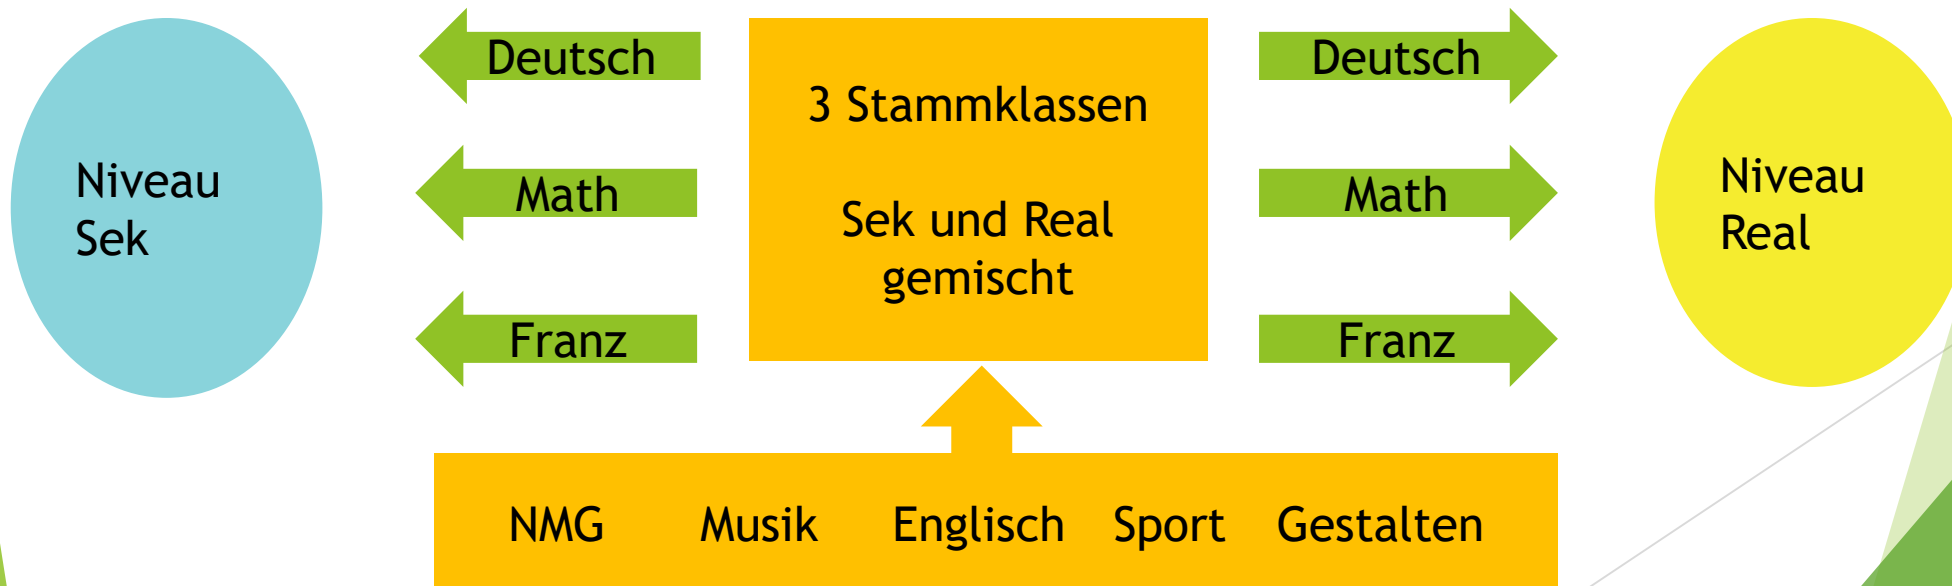 Niveau
Sek
Deutsch
Math
Franz
3 Stammklassen
Sek und Real
gemischt
Deutsch
Math
Franz
Niveau
Real
NMG Musik Englisch Sport Gestalten